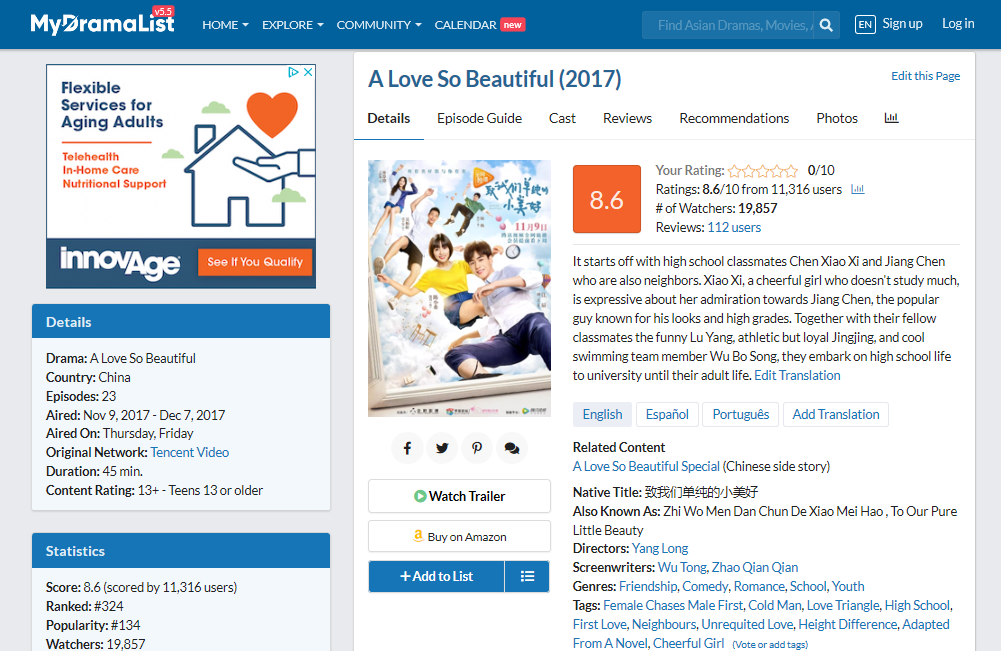 MyDramaList v5.5 HOME EXPLORE COMMUNITY CALENDAR new Find Asian Dramas, Movies, EN Sign up Log in
Flexible
Services for
Aging Adults
Telehealth
In-Home Care
Nutritional Support
innovAge See If You Qualify
Details
Drama: A Love So Beautiful
Country: China
Episodes: 23
Aired: Nov 9, 2017 - Dec 7, 2017
Aired On: Thursday, Friday
Original Network: Tencent Video
Duration: 45 min.
Content Rating: 13+ - Teens 13 or older
Statistics
Score: 8.6 (scored by 11,316 users)
Ranked: #324
Popularity: #134
Watchers: 19,857
A Love So Beautiful (2017) Edit this Page
Details Episode Guide Cast Reviews Recommendations Photos
致我们单纯的
小美好
11月9日
Watch Trailer
Buy on Amazon
+ Add to List
8.6
Your Rating: 0/10
Ratings: 8.6/10 from 11,316 users
# of Watchers: 19,857
Reviews: 112 users
It starts off with high school classmates Chen Xiao Xi and Jiang Chen
who are also neighbors. Xiao Xi, a cheerful girl who doesn't study much,
is expressive about her admiration towards Jiang Chen, the popular
guy known for his looks and high grades. Together with their fellow
classmates the funny Lu Yang, athletic but loyal Jingjing, and cool
swimming team member Wu Bo Song, they embark on high school life
to university until their adult life. Edit Translation
English Español Português Add Translation
Related Content
A Love So Beautiful Special (Chinese side story)
Native Title: 致我们单纯的小美好
Also Known As: Zhi Wo Men Dan Chun De Xiao Mei Hao , To Our Pure
Little Beauty
Directors: Yang Long
Screenwriters: Wu Tong, Zhao Qian Qian
Genres: Friendship, Comedy, Romance, School, Youth
Tags: Female Chases Male First, Cold Man, Love Triangle, High School,
First Love, Neighbours, Unrequited Love, Height Difference, Adapted
From A Novel, Cheerful Girl (Vote or add tags)